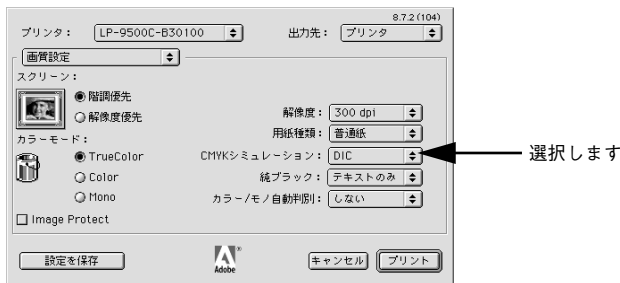 8.7.2 (104)
プリンタ： LP-9500C-B30100 出力先： プリンタ
画質設定
スクリーン：
階調優先
解像度優先
解像度： 300 dpi
用紙種類： 普通紙
カラーモード：
TrueColor
CMYKシミュレーション： DIC
選択します
Color
純ブラック： テキストのみ
Mono
カラー/モノ自動判別： しない
Image Protect
設定を保存
Adobe
キャンセル
プリント